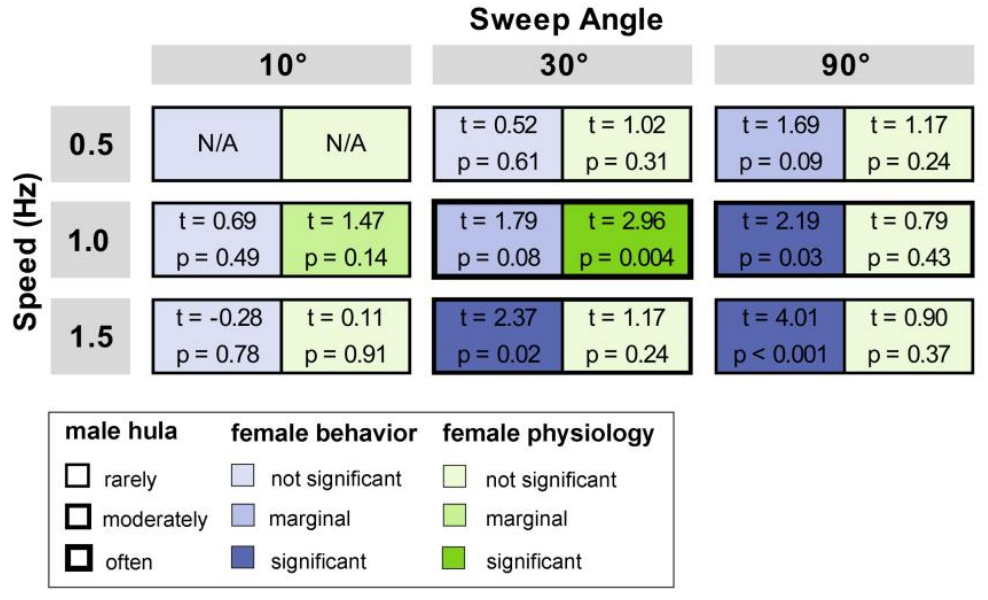 Sweep Angle
10° 30° 90°
Speed (Hz)
0.5
N/A N/A
t = 0.52 t = 1.02
p = 0.61 p = 0.31
t = 1.69 t = 1.17
p = 0.09 p = 0.24
1.0
t = 0.69 t = 1.47
p = 0.49 p = 0.14
t = 1.79 t = 2.96
p = 0.08 p = 0.004
t = 2.19 t = 0.79
p = 0.03 p = 0.43
1.5
t = -0.28 t = 0.11
p = 0.78 p = 0.91
t = 2.37 t = 1.17
p = 0.02 p = 0.24
t = 4.01 t = 0.90
p < 0.001 p = 0.37
male hula female behavior female physiology
rarely not significant not significant
moderately marginal marginal
often significant significant